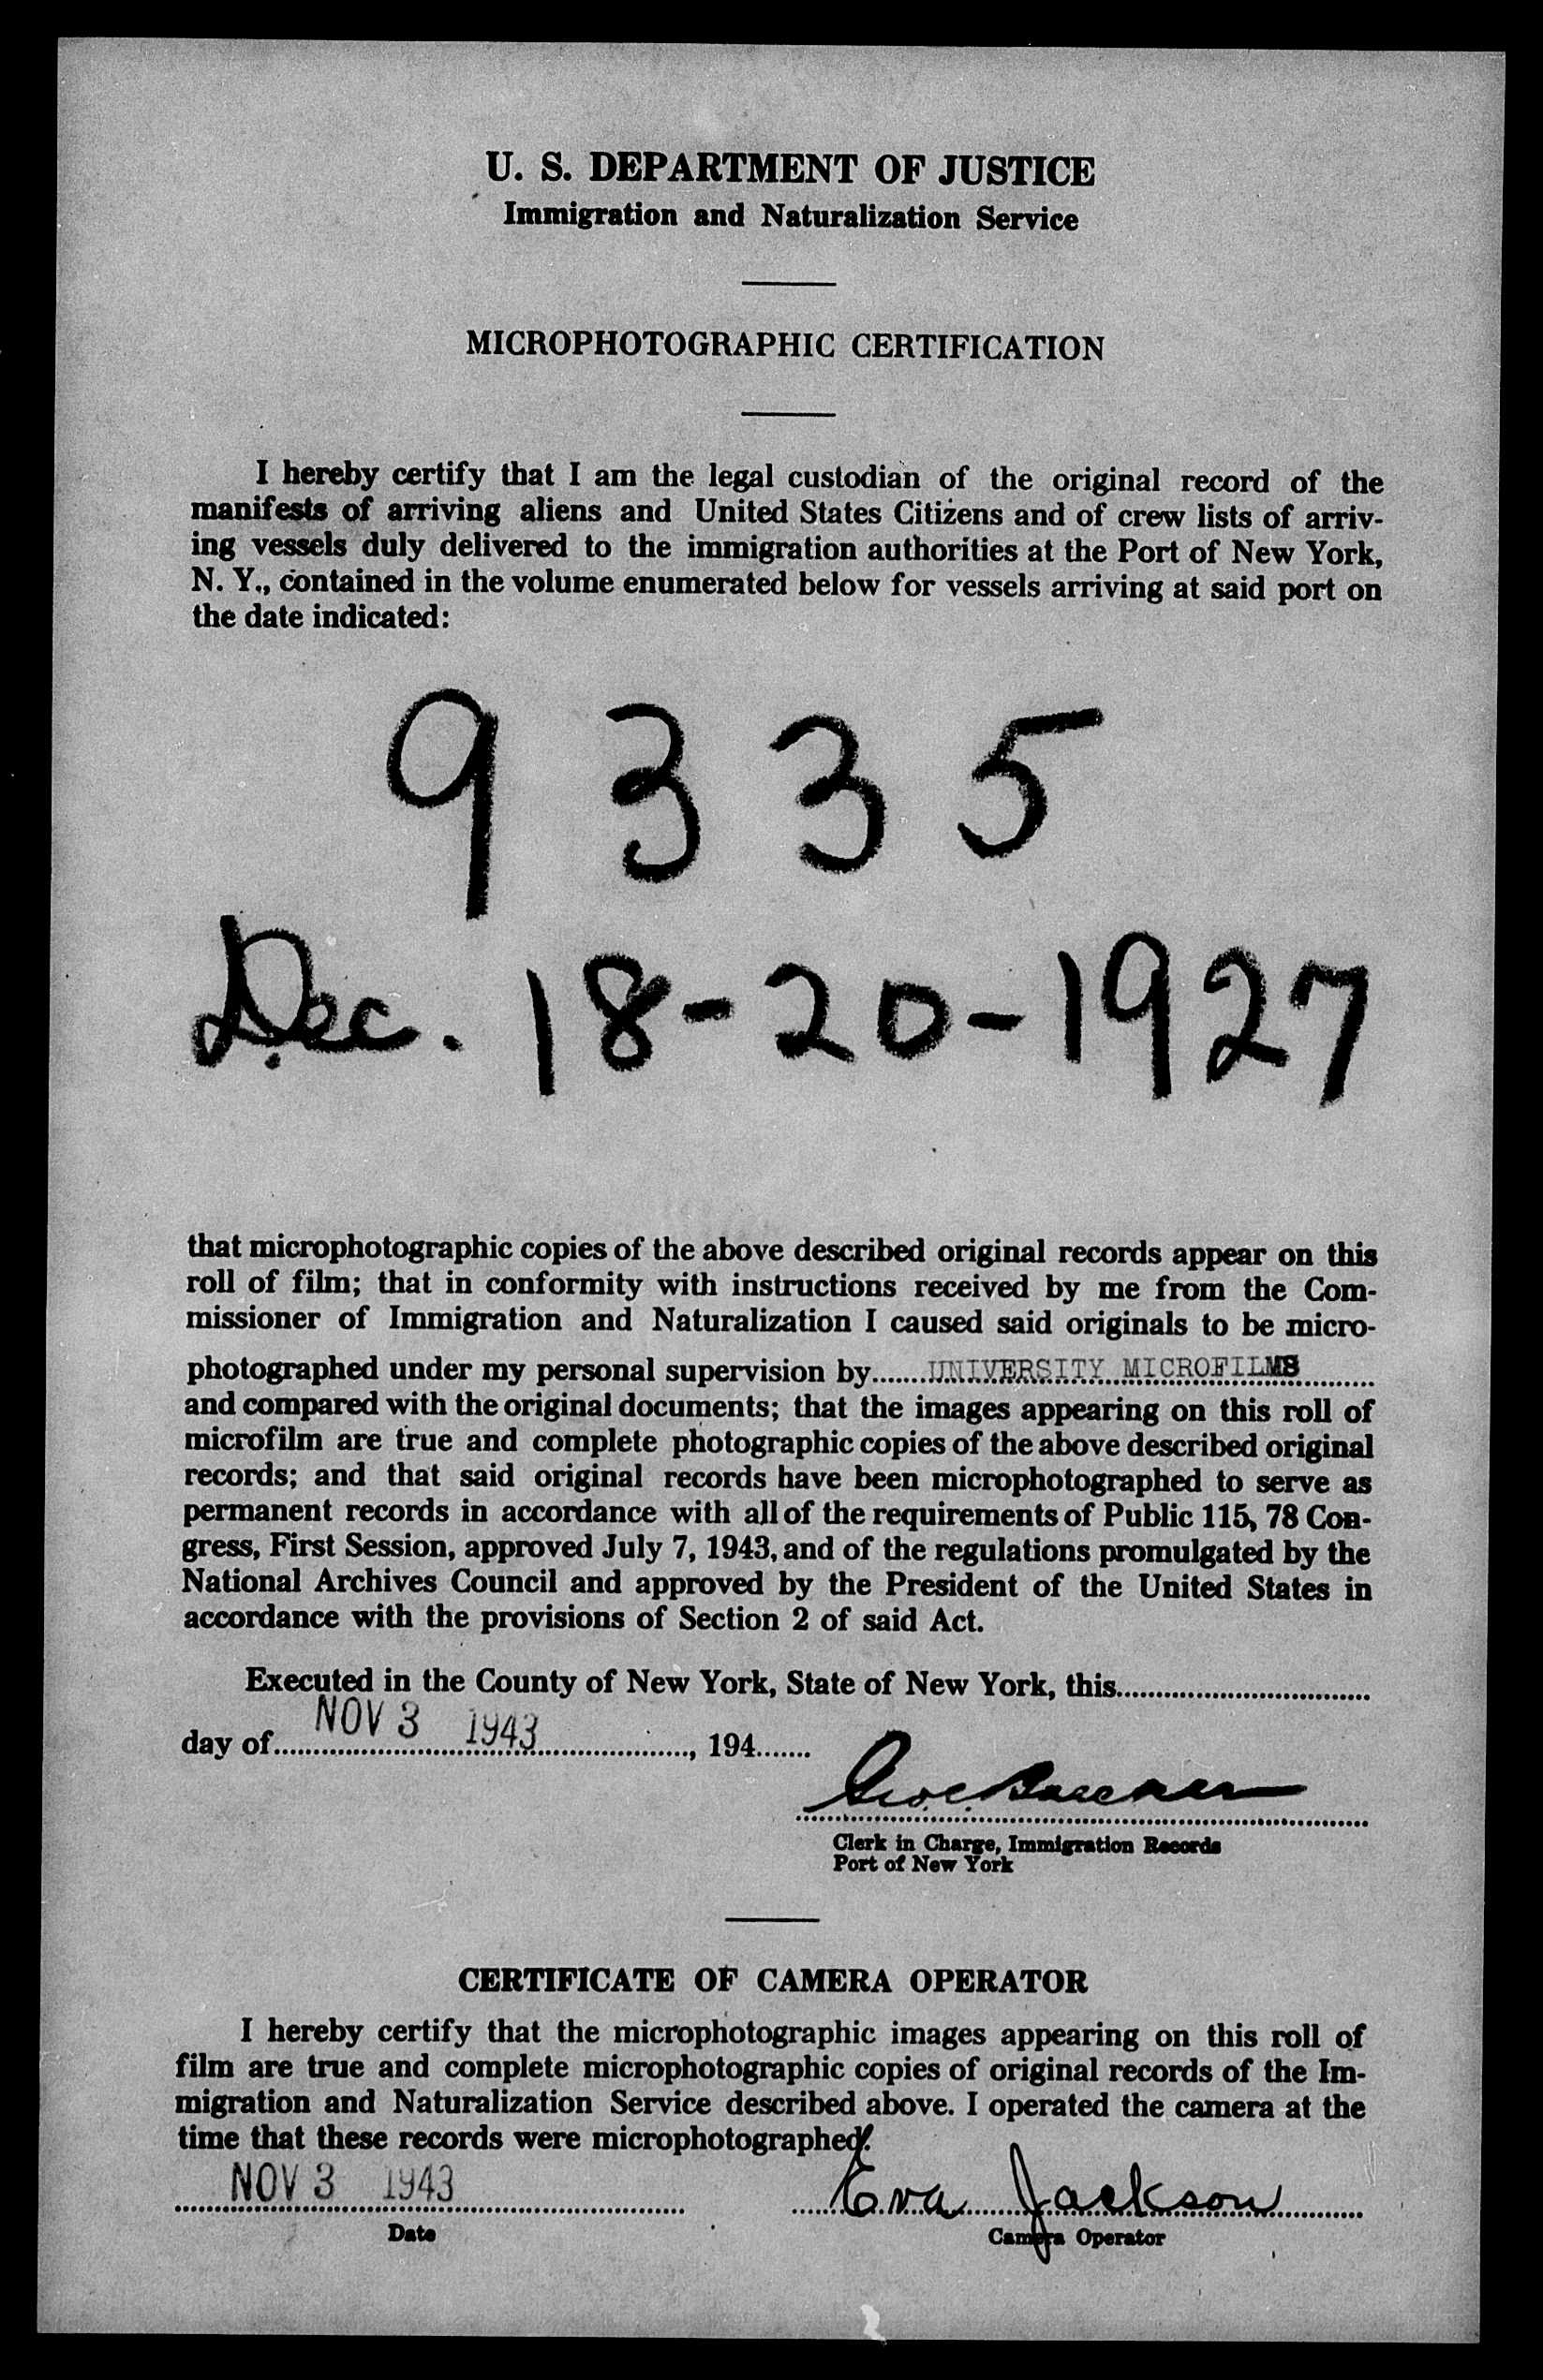 U. S. DEPARTMENT OF JUSTICE
Immigration and Naturalization Service
MICROPHOTOGRAPHIC CERTIFICATION
I hereby certify that I am the legal custodian of the original record of the
manifests of arriving aliens and United States Citizens and of crew lists of arriv-
ing vessels duly delivered to the immigration authorities at the Port of New York,
N. Y., contained in the volume enumerated below for vessels arriving at said port on
the date indicated:
9335
Dec. 18-20-1927
that microphotographic copies of the above described original records appear on this
roll of film; that in conformity with instructions received by me from the Com-
missioner of Immigration and Naturalization I caused said originals to be micro-
photographed under my personal supervision by UNIVERSITY MICROFILMS
and compared with the original documents; that the images appearing on this roll of
microfilm are true and complete photographic copies of the above described original
records; and that said original records have been microphotographed to serve as
permanent records in accordance with all of the requirements of Public 115, 78 Con-
gress, First Session, approved July 7, 1943, and of the regulations promulgated by the
National Archives Council and approved by the President of the United States in
accordance with the provisions of Section 2 of said Act.
Executed in the County of New York, State of New York, this
day of NOV 3 1943, 194
Clerk in Charge, Immigration Records
Port of New York
CERTIFICATE OF CAMERA OPERATOR
I hereby certify that the microphotographic images appearing on this roll of
film are true and complete microphotographic copies of original records of the Im-
migration and Naturalization Service described above. I operated the camera at the
time that these records were microphotographed.
NOV 3 1943 Eva Jackson
Date Camera Operator